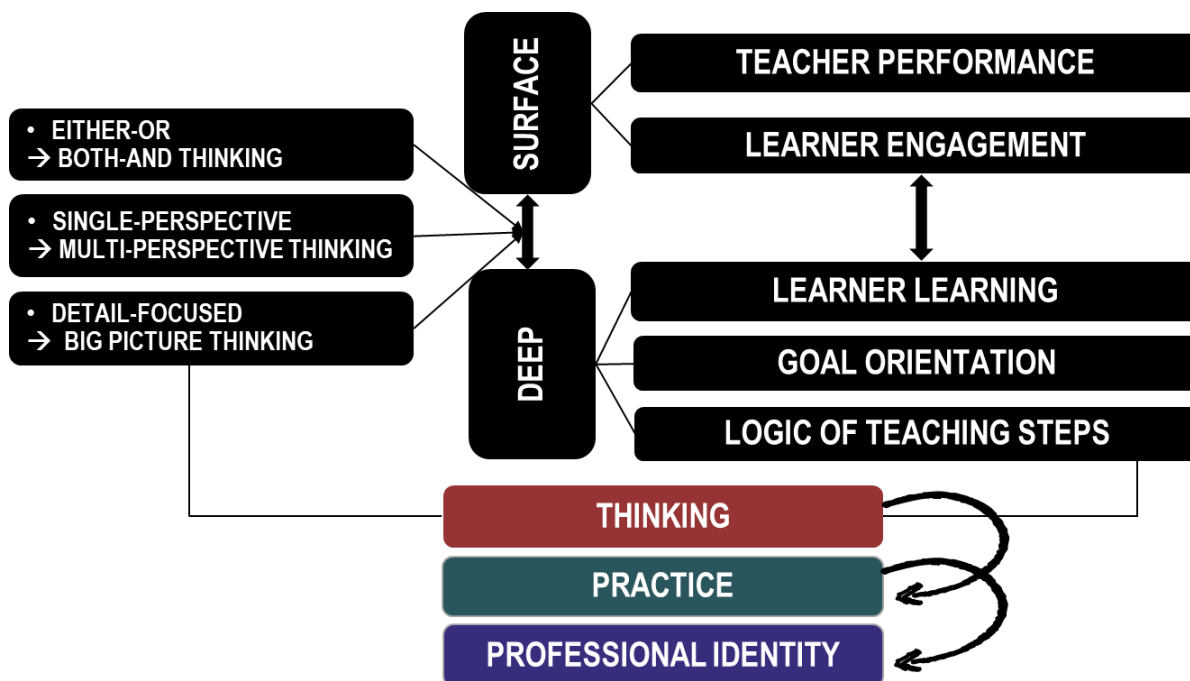 SURFACE
TEACHER PERFORMANCE
LEARNER ENGAGEMENT
• EITHER-OR
→ BOTH-AND THINKING
• SINGLE-PERSPECTIVE
→ MULTI-PERSPECTIVE THINKING
• DETAIL-FOCUSED
→ BIG PICTURE THINKING
DEEP
LEARNER LEARNING
GOAL ORIENTATION
LOGIC OF TEACHING STEPS
THINKING
PRACTICE
PROFESSIONAL IDENTITY